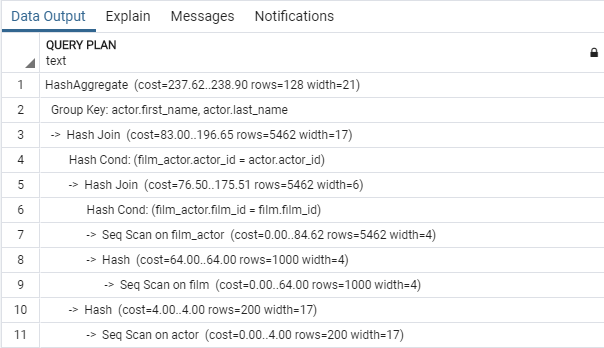 Data Output Explain Messages Notifications
QUERY PLAN
text
1 HashAggregate (cost=237.62..238.90 rows=128 width=21)
2 Group Key: actor.first_name, actor.last_name
3 -> Hash Join (cost=83.00..196.65 rows=5462 width=17)
4 Hash Cond: (film_actor.actor_id = actor.actor_id)
5 -> Hash Join (cost=76.50..175.51 rows=5462 width=6)
6 Hash Cond: (film_actor.film_id = film.film_id)
7 -> Seq Scan on film_actor (cost=0.00..84.62 rows=5462 width=4)
8 -> Hash (cost=64.00..64.00 rows=1000 width=4)
9 -> Seq Scan on film (cost=0.00..64.00 rows=1000 width=4)
10 -> Hash (cost=4.00..4.00 rows=200 width=17)
11 -> Seq Scan on actor (cost=0.00..4.00 rows=200 width=17)